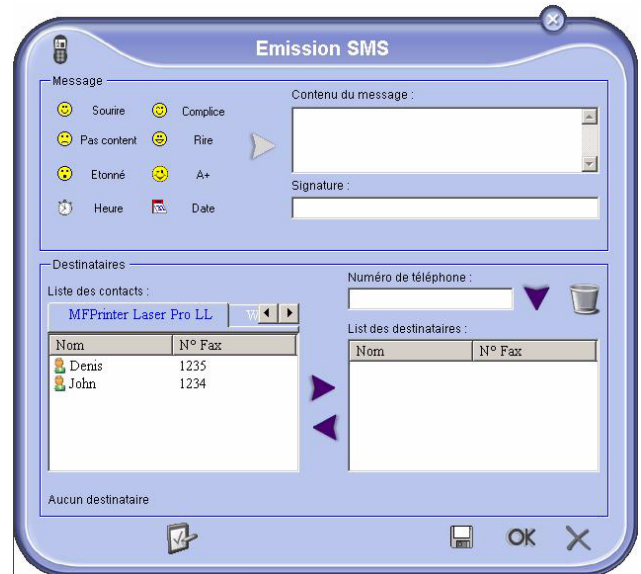 Emission SMS
Message
Sourire
Complice
Pas content
Rire
Etonné
A+
Heure
Date
Contenu du message :
Signature :
Destinataires
Liste des contacts :
MFPrinter Laser Pro LL
W
Nom N° Fax
Denis 1235
John 1234
Aucun destinataire
Numéro de téléphone :
List des destinataires :
Nom N° Fax
OK